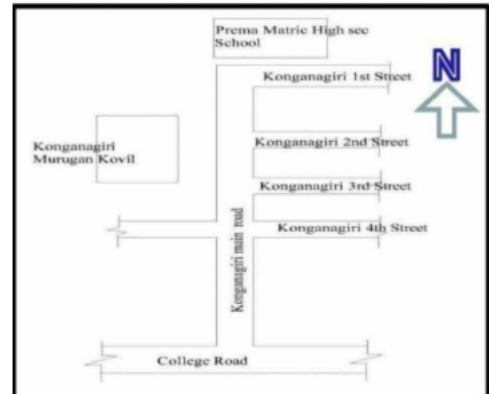 Prema Matric High sec
School
Konganagiri 1st Street
N
Konganagiri
Murugan Kovil
Konganagiri 2nd Street
Konganagiri 3rd Street
Konganagiri 4th Street
Konganagiri main road
College Road